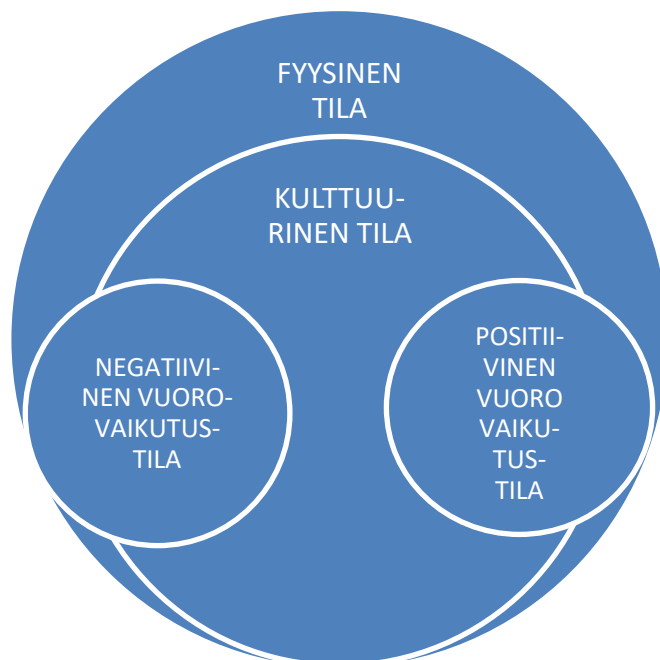 FYYSINEN
TILA
KULTTUU-
RINEN TILA
NEGATIIVI-
NEN VUORO-
VAIKUTUS-
TILA
POSITII-
VINEN
VUORO
VAIKU-
TUS-
TILA